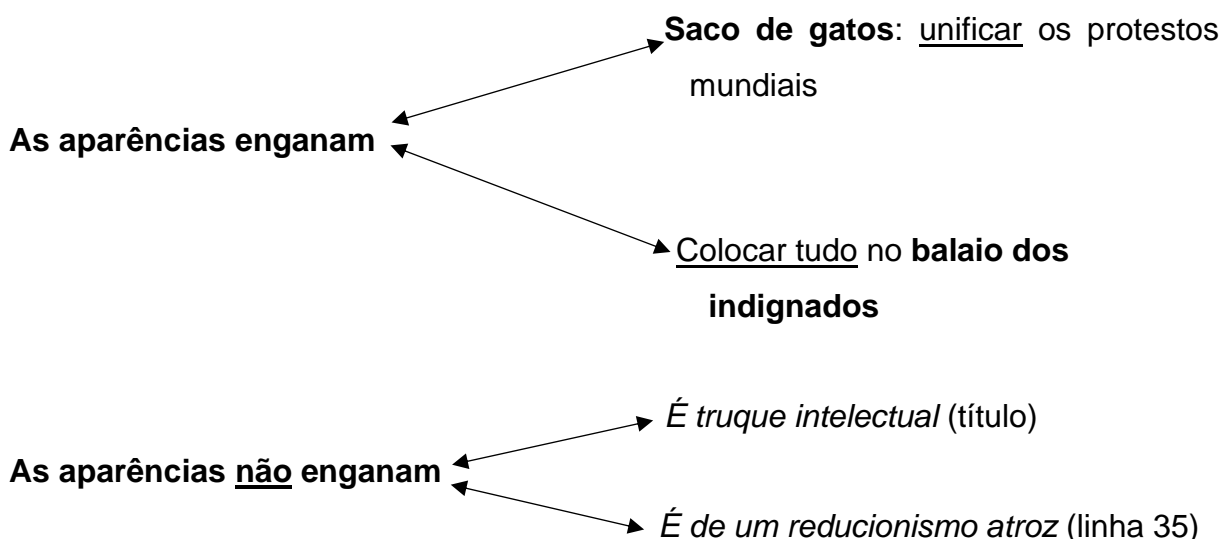 Saco de gatos: unificar os protestos
mundiais
As aparências enganam
Colocar tudo no balaio dos
indignados
É truque intelectual (título)
As aparências não enganam
É de um reducionismo atroz (linha 35)